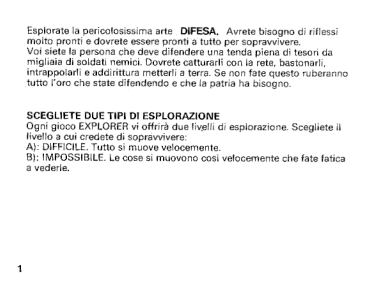 Esplorate la pericolosissima arte DIFESA. Avrete bisogno di riflessi
molto pronti e dovrete essere pronti a tutto per sopravvivere.
Voi siete la persona che deve difendere una tenda piena di tesori da
migliaia di soldati nemici. Dovrete catturarli con la rete, bastonarli,
intrappolarli e addirittura metterli a terra. Se non fate questo ruberanno
tutto l'oro che state difendendo e che la patria ha bisogno.
SCEGLIETE DUE TIPI DI ESPLORAZIONE
Ogni gioco EXPLORER vi offrirà due livelli di esplorazione. Scegliete il
livello a cui credete di sopravvivere:
A): DIFFICILE. Tutto si muove velocemente.
B): IMPOSSIBILE. Le cose si muovono così velocemente che fate fatica
a vederle.
1